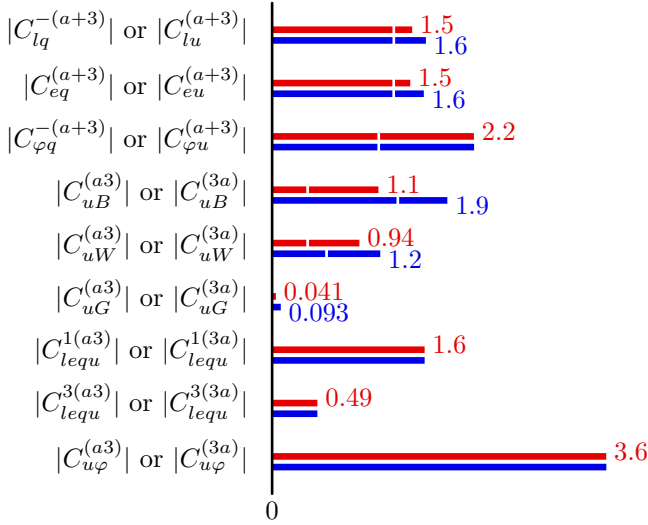 |C_{lq}^{-(a+3)}| or |C_{lu}^{(a+3)}| 1.5
1.6
|C_{eq}^{(a+3)}| or |C_{eu}^{(a+3)}| 1.5
1.6
|C_{φq}^{-(a+3)}| or |C_{φu}^{(a+3)}| 2.2
|C_{uB}^{(a3)}| or |C_{uB}^{(3a)}| 1.1
1.9
|C_{uW}^{(a3)}| or |C_{uW}^{(3a)}| 0.94
1.2
|C_{uG}^{(a3)}| or |C_{uG}^{(3a)}| 0.041
0.093
|C_{lequ}^{1(a3)}| or |C_{lequ}^{1(3a)}| 1.6
|C_{lequ}^{3(a3)}| or |C_{lequ}^{3(3a)}| 0.49
|C_{uφ}^{(a3)}| or |C_{uφ}^{(3a)}| 3.6
0